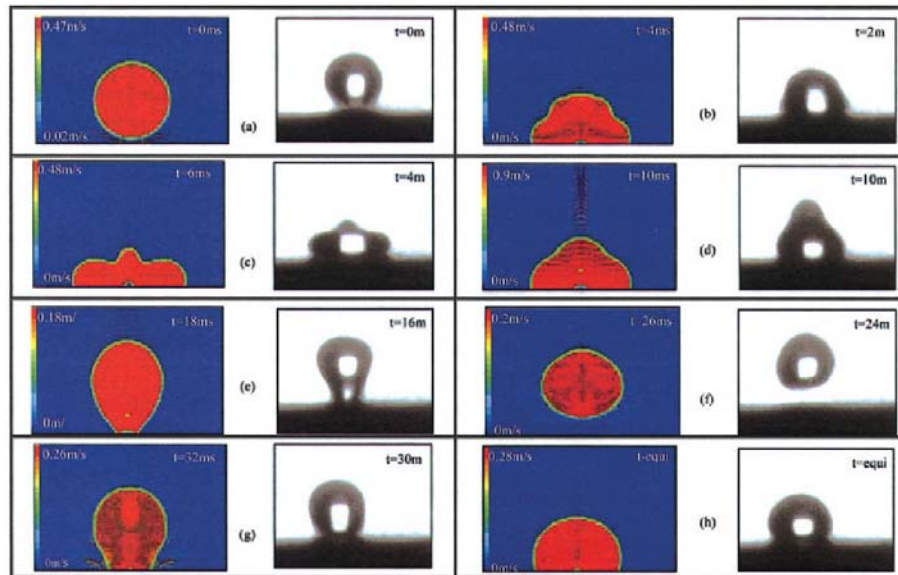 0.47m/s
t=0ms
0.02m/s
(a)
t=0m
0.48m/s
t=4ms
0m/s
(b)
t=2m
0.48m/s
t=6ms
0m/s
(c)
t=4m
0.9m/s
t=10ms
0m/s
(d)
t=10m
0.18m/
t=18ms
0m/
(e)
t=16m
0.2m/s
t=26ms
0m/s
(f)
t=24m
0.26m/s
t=32ms
0m/s
(g)
t=30m
0.28m/s
t-equi
0m/s
(h)
t=equi